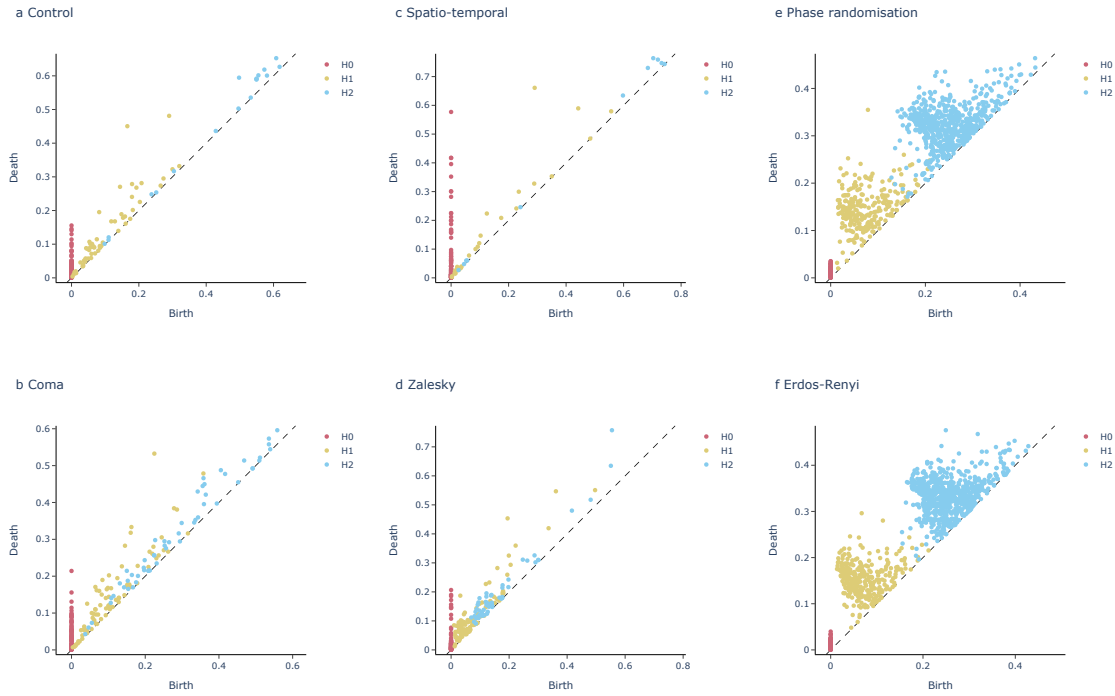 a Control
Death
0.6
0.5
0.4
0.3
0.2
0.1
0
0
0.2
0.4
0.6
Birth
H0
H1
H2
c Spatio-temporal
Death
0.7
0.6
0.5
0.4
0.3
0.2
0.1
0
0
0.2
0.4
0.6
0.8
Birth
H0
H1
H2
e Phase randomisation
Death
0.4
0.3
0.2
0.1
0
0
0.2
0.4
Birth
H0
H1
H2
b Coma
Death
0.6
0.5
0.4
0.3
0.2
0.1
0
0
0.2
0.4
0.6
Birth
H0
H1
H2
d Zalesky
Death
0.7
0.6
0.5
0.4
0.3
0.2
0.1
0
0
0.2
0.4
0.6
0.8
Birth
H0
H1
H2
f Erdos-Renyi
Death
0.4
0.3
0.2
0.1
0
0
0.2
0.4
Birth
H0
H1
H2